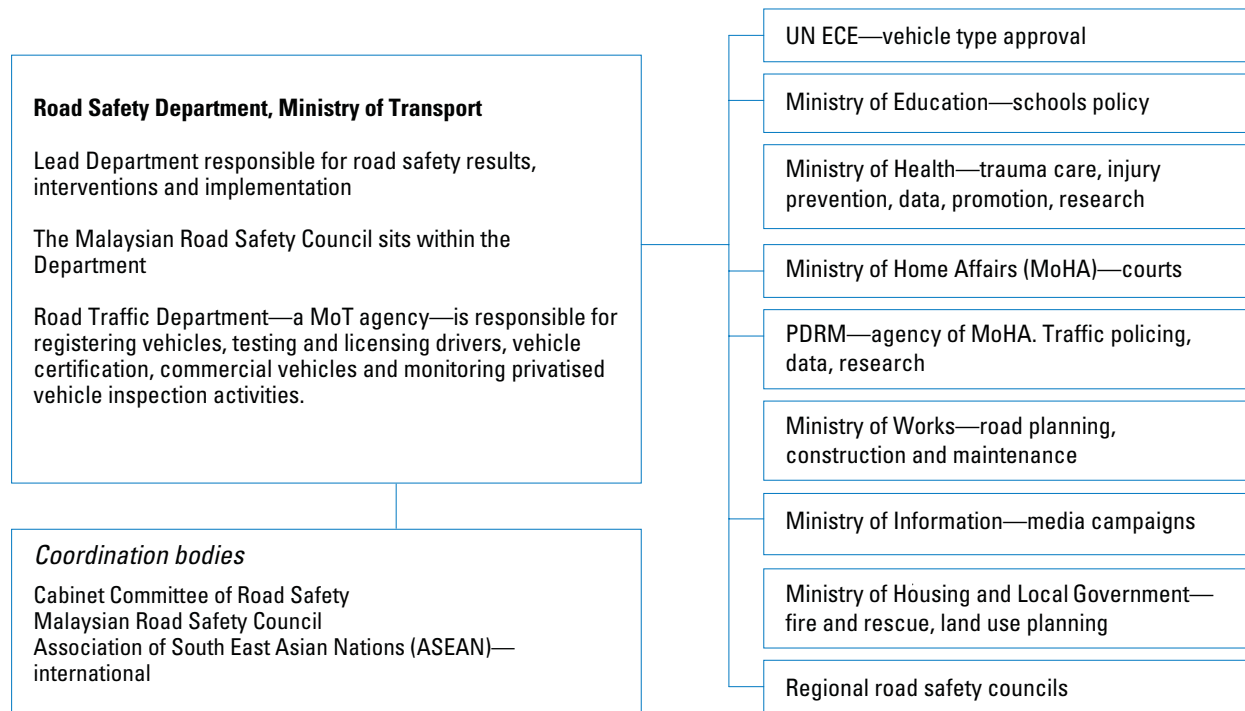 Road Safety Department, Ministry of Transport
Lead Department responsible for road safety results,
interventions and implementation
The Malaysian Road Safety Council sits within the
Department
Road Traffic Department—a MoT agency—is responsible for
registering vehicles, testing and licensing drivers, vehicle
certification, commercial vehicles and monitoring privatised
vehicle inspection activities.
Coordination bodies
Cabinet Committee of Road Safety
Malaysian Road Safety Council
Association of South East Asian Nations (ASEAN)—
international
UN ECE—vehicle type approval
Ministry of Education—schools policy
Ministry of Health—trauma care, injury
prevention, data, promotion, research
Ministry of Home Affairs (MoHA)—courts
PDRM—agency of MoHA. Traffic policing,
data, research
Ministry of Works—road planning,
construction and maintenance
Ministry of Information—media campaigns
Ministry of Housing and Local Government—
fire and rescue, land use planning
Regional road safety councils